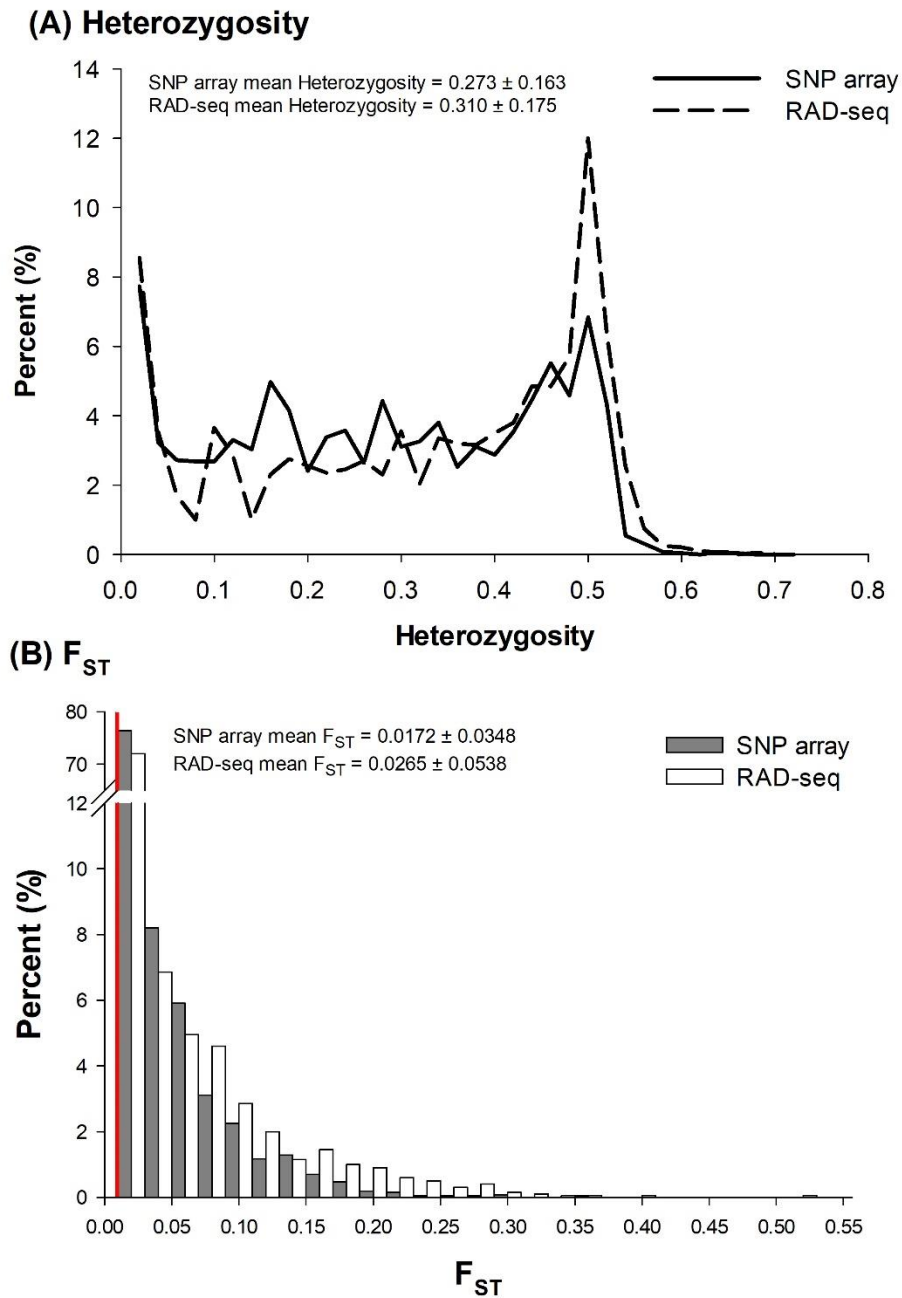 (A) Heterozygosity
SNP array mean Heterozygosity = 0.273 ± 0.163
RAD-seq mean Heterozygosity = 0.310 ± 0.175
SNP array
RAD-seq
14
12
10
8
6
4
2
0
Percent (%)
0.0 0.1 0.2 0.3 0.4 0.5 0.6 0.7 0.8
Heterozygosity
(B) FST
SNP array mean FST = 0.0172 ± 0.0348
RAD-seq mean FST = 0.0265 ± 0.0538
SNP array
RAD-seq
80
70
12
10
8
6
4
2
0
Percent (%)
0.00 0.05 0.10 0.15 0.20 0.25 0.30 0.35 0.40 0.45 0.50 0.55
FST